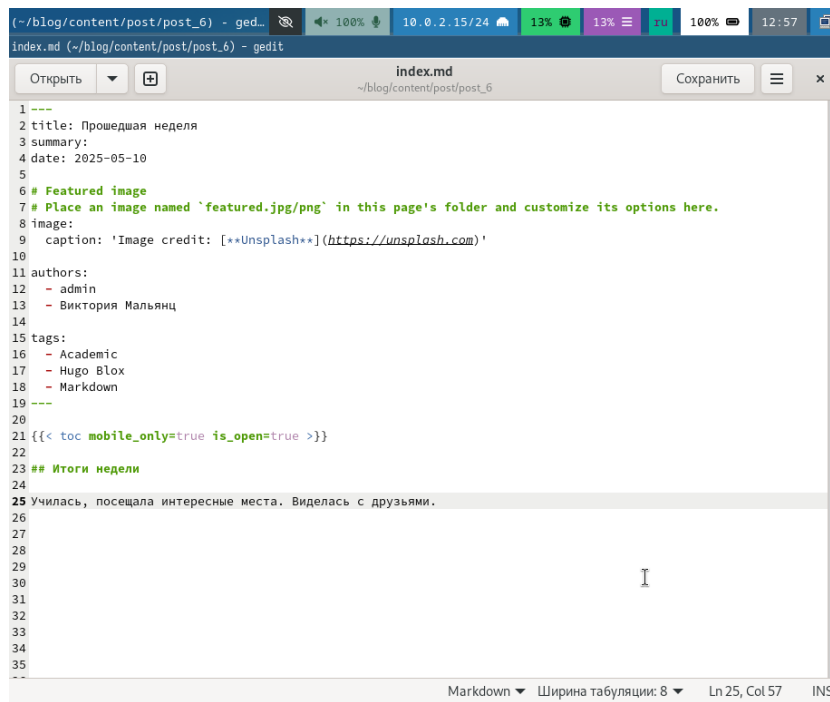 (~/blog/content/post/post_6) - ged… 100% 10.0.2.15/24 13% 13% ru 100% 12:57
index.md (~/blog/content/post/post_6) - gedit
Открыть index.md Сохранить
~/blog/content/post/post_6
1 ---
2 title: Прошедшая неделя
3 summary:
4 date: 2025-05-10
5
6 # Featured image
7 # Place an image named `featured.jpg/png` in this page's folder and customize its options here.
8 image:
9   caption: 'Image credit: [**Unsplash**](https://unsplash.com)'
10
11 authors:
12   - admin
13   - Виктория Мальянц
14
15 tags:
16   - Academic
17   - Hugo Blox
18   - Markdown
19 ---
20
21 {{< toc mobile_only=true is_open=true >}}
22
23 ## Итоги недели
24
25 Училась, посещала интересные места. Виделась с друзьями.
26
27
28
29
30
31
32
33
34
35
Markdown Ширина табуляции: 8 Ln 25, Col 57 INS